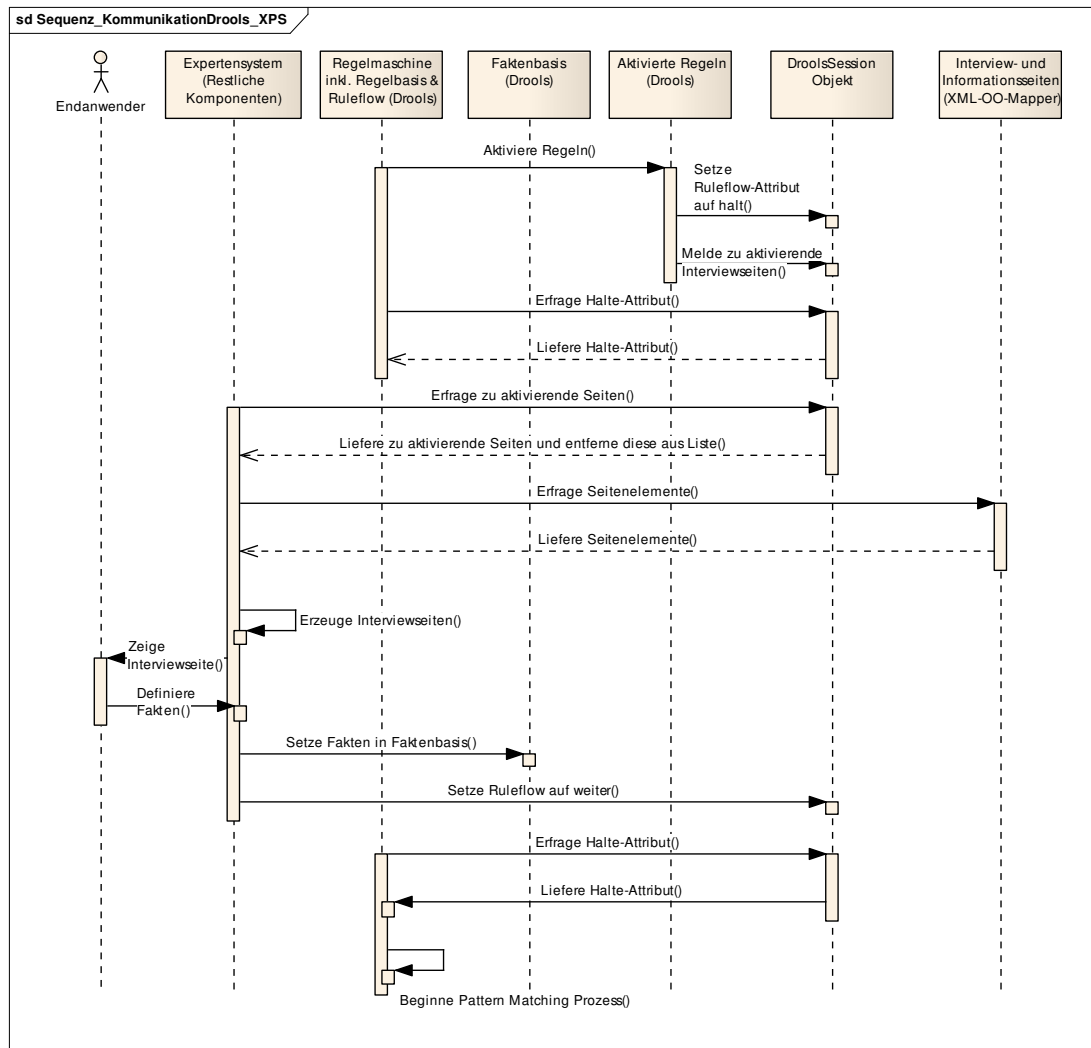 sd Sequenz_KommunikationDrools_XPS
Endanwender
Expertensystem
(Restliche
Komponenten)
Regelmaschine
inkl. Regelbasis &
Ruleflow (Drools)
Faktenbasis
(Drools)
Aktivierte Regeln
(Drools)
DroolsSession
Objekt
Interview- und
Informationsseiten
(XML-OO-Mapper)
Aktiviere Regeln()
Setze
Ruleflow-Attribut
auf halt()
Melde zu aktivierende
Interviewseiten()
Erfrage Halte-Attribut()
Liefere Halte-Attribut()
Erfrage zu aktivierende Seiten()
Liefere zu aktivierende Seiten und entferne diese aus Liste()
Erfrage Seitenelemente()
Liefere Seitenelemente()
Erzeuge Interviewseiten()
Zeige
Interviewseite()
Definiere
Fakten()
Setze Fakten in Faktenbasis()
Setze Ruleflow auf weiter()
Erfrage Halte-Attribut()
Liefere Halte-Attribut()
Beginne Pattern Matching Prozess()